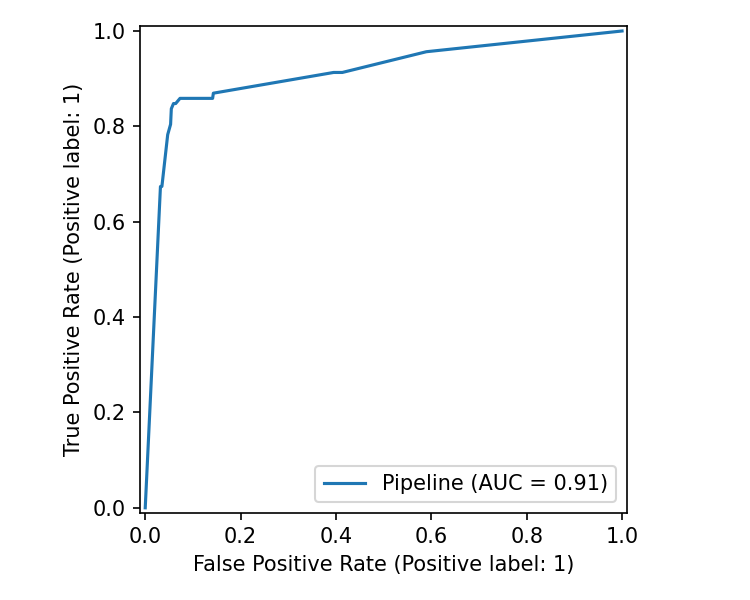 1.0
0.8
0.6
0.4
0.2
0.0
True Positive Rate (Positive label: 1)
Pipeline (AUC = 0.91)
0.0 0.2 0.4 0.6 0.8 1.0
False Positive Rate (Positive label: 1)